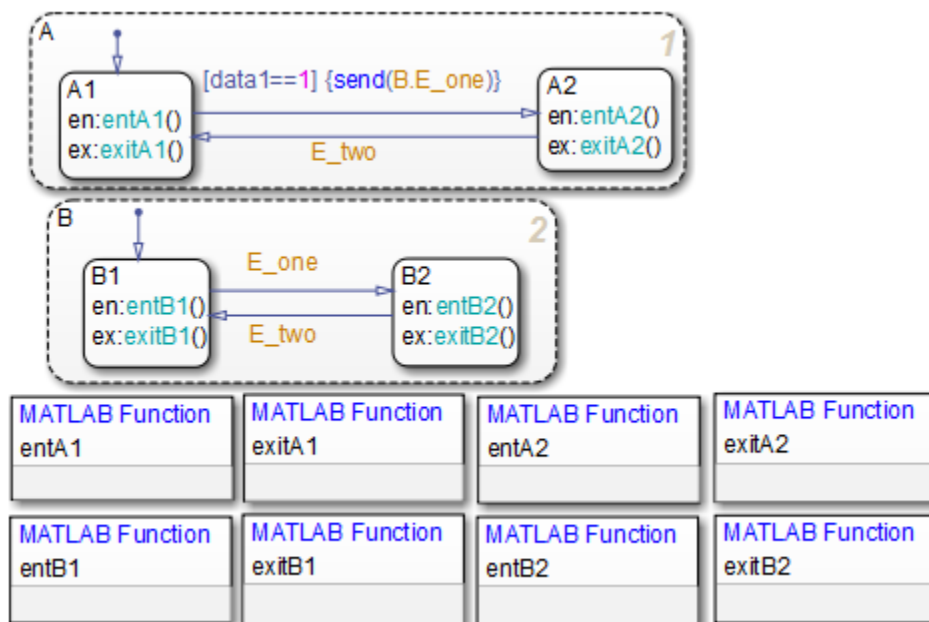 A
1
[data1==1] {send(B.E_one)}
A1
en:entA1()
ex:exitA1()
A2
en:entA2()
ex:exitA2()
E_two
B
2
E_one
B1
en:entB1()
ex:exitB1()
B2
en:entB2()
ex:exitB2()
E_two
MATLAB Function
entA1
MATLAB Function
exitA1
MATLAB Function
entA2
MATLAB Function
exitA2
MATLAB Function
entB1
MATLAB Function
exitB1
MATLAB Function
entB2
MATLAB Function
exitB2